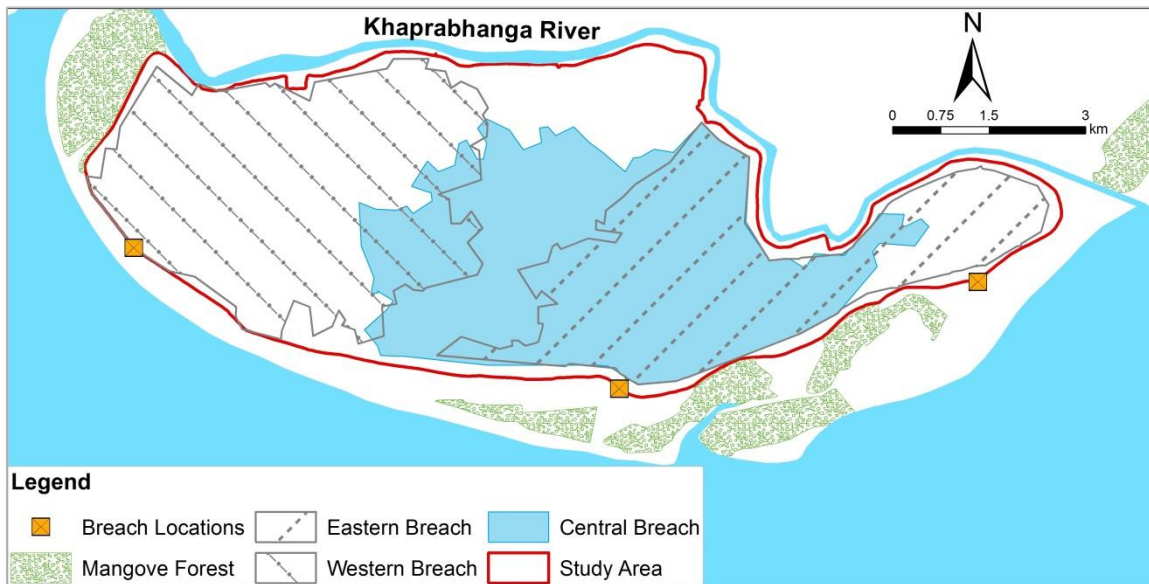 Khaprabhanga River
N
0 0.75 1.5 3
km
Legend
Breach Locations Eastern Breach Central Breach
Mangove Forest Western Breach Study Area